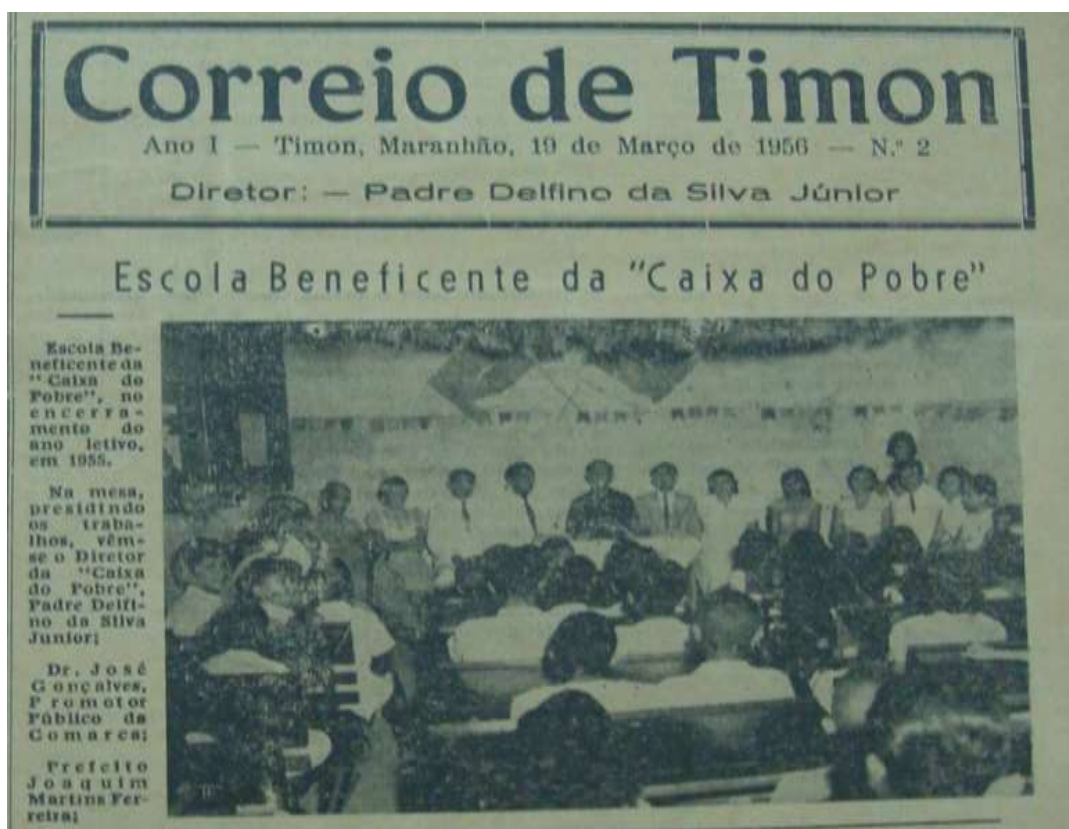 Correio de Timon
Ano I — Timon, Maranhão, 19 de Março de 1956 — N.º 2
Diretor: — Padre Delfino da Silva Júnior
Escola Beneficente da "Caixa do Pobre"
Escola Be-
neficente da
"Caixa do
Pobre", no
encerra-
mento do
ano letivo,
em 1955.
Na mesa,
presidindo
os traba-
lhos, vêm-
se o Diretor
da "Caixa
do Pobre",
Padre Delfi-
no da Silva
Junior;
Dr. José
Gonçalves,
Promotor
Público da
Comarca;
Prefeito
Joaquim
Martins Fer-
reira;